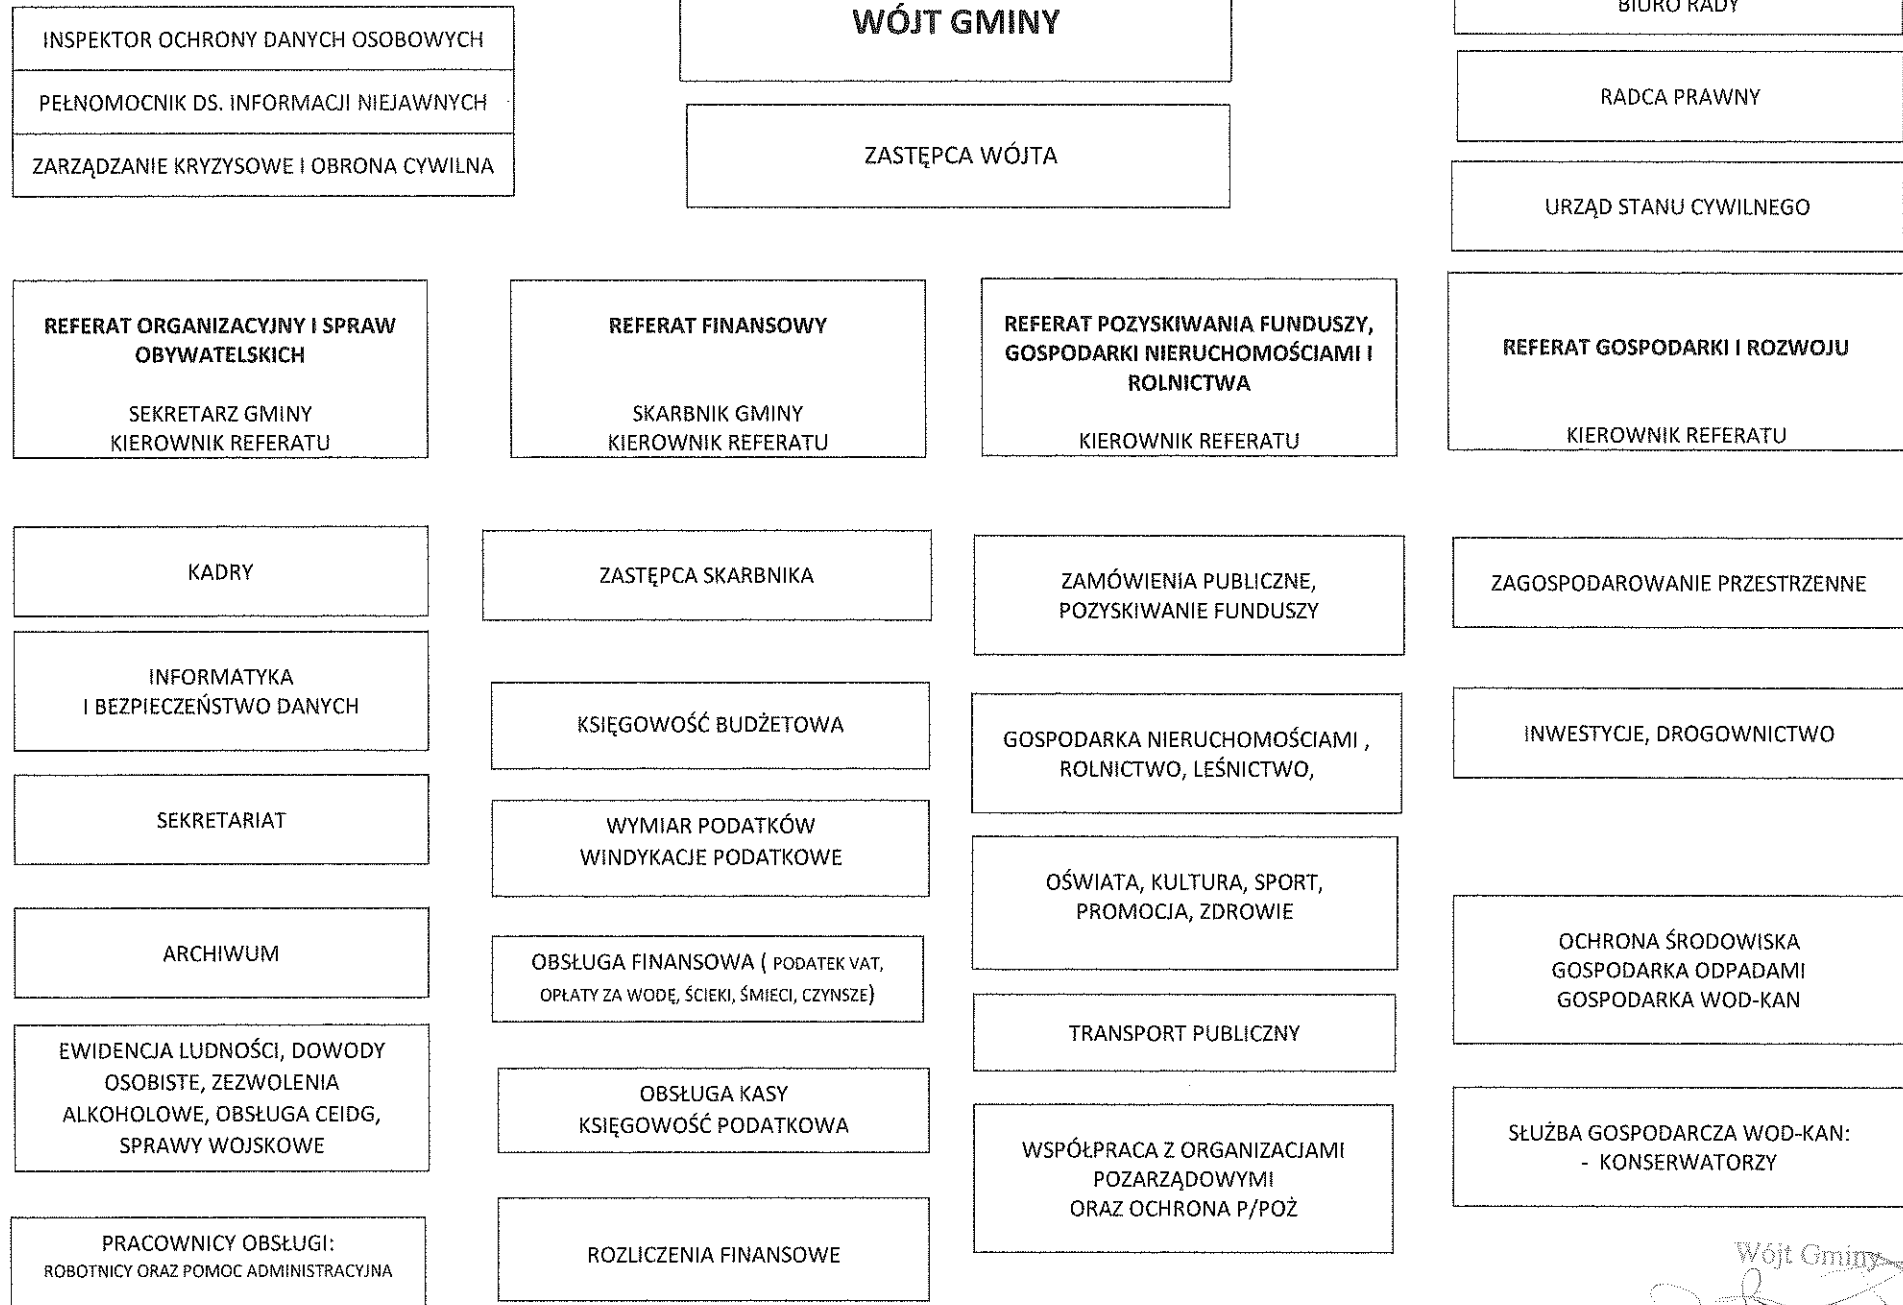 WÓJT GMINY
BIURO RADY
INSPEKTOR OCHRONY DANYCH OSOBOWYCH
PEŁNOMOCNIK DS. INFORMACJI NIEJAWNYCH
ZARZĄDZANIE KRYZYSOWE I OBRONA CYWILNA
ZASTĘPCA WÓJTA
RADCA PRAWNY
URZĄD STANU CYWILNEGO
REFERAT ORGANIZACYJNY I SPRAW
OBYWATELSKICH
SEKRETARZ GMINY
KIEROWNIK REFERATU
REFERAT FINANSOWY
SKARBNIK GMINY
KIEROWNIK REFERATU
REFERAT POZYSKIWANIA FUNDUSZY,
GOSPODARKI NIERUCHOMOŚCIAMI I
ROLNICTWA
KIEROWNIK REFERATU
REFERAT GOSPODARKI I ROZWOJU
KIEROWNIK REFERATU
KADRY
INFORMATYKA
I BEZPIECZEŃSTWO DANYCH
SEKRETARIAT
ARCHIWUM
EWIDENCJA LUDNOŚCI, DOWODY
OSOBISTE, ZEZWOLENIA
ALKOHOLOWE, OBSŁUGA CEIDG,
SPRAWY WOJSKOWE
PRACOWNICY OBSŁUGI:
ROBOTNICY ORAZ POMOC ADMINISTRACYJNA
ZASTĘPCA SKARBNIKA
KSIĘGOWOŚĆ BUDŻETOWA
WYMIAR PODATKÓW
WINDYKACJE PODATKOWE
OBSŁUGA FINANSOWA ( PODATEK VAT,
OPŁATY ZA WODĘ, ŚCIEKI, ŚMIECI, CZYNSZE)
OBSŁUGA KASY
KSIĘGOWOŚĆ PODATKOWA
ROZLICZENIA FINANSOWE
ZAMÓWIENIA PUBLICZNE,
POZYSKIWANIE FUNDUSZY
GOSPODARKA NIERUCHOMOŚCIAMI ,
ROLNICTWO, LEŚNICTWO,
OŚWIATA, KULTURA, SPORT,
PROMOCJA, ZDROWIE
TRANSPORT PUBLICZNY
WSPÓŁPRACA Z ORGANIZACJAMI
POZARZĄDOWYMI
ORAZ OCHRONA P/POŻ
ZAGOSPODAROWANIE PRZESTRZENNE
INWESTYCJE, DROGOWNICTWO
OCHRONA ŚRODOWISKA
GOSPODARKA ODPADAMI
GOSPODARKA WOD-KAN
SŁUŻBA GOSPODARCZA WOD-KAN:
- KONSERWATORZY
Wójt Gminy